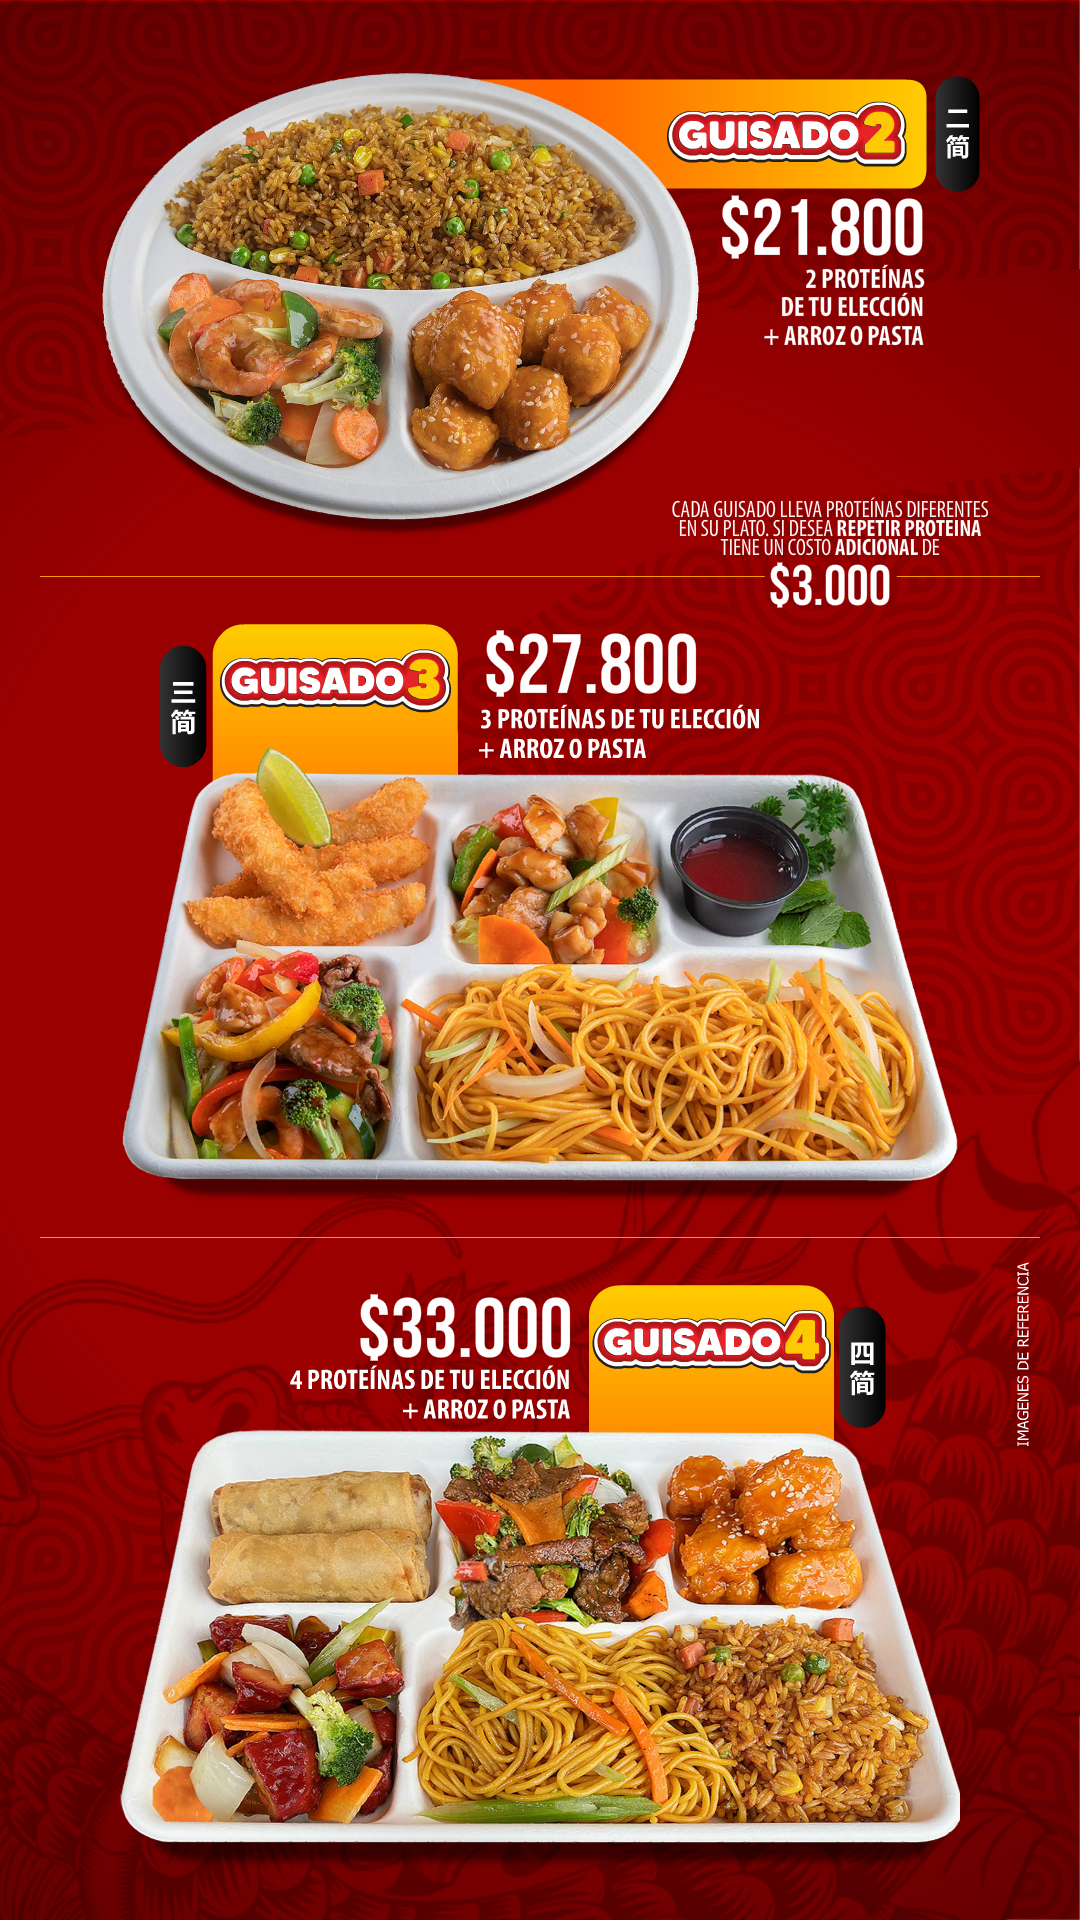 GUISADO2
二简
$21.800
2 PROTEÍNAS
DE TU ELECCIÓN
+ ARROZ O PASTA
CADA GUISADO LLEVA PROTEÍNAS DIFERENTES
EN SU PLATO. SI DESEA REPETIR PROTEINA
TIENE UN COSTO ADICIONAL DE
$3.000
三简
GUISADO3
$27.800
3 PROTEÍNAS DE TU ELECCIÓN
+ ARROZ O PASTA
$33.000
4 PROTEÍNAS DE TU ELECCIÓN
+ ARROZ O PASTA
GUISADO4
四简
IMAGENES DE REFERENCIA